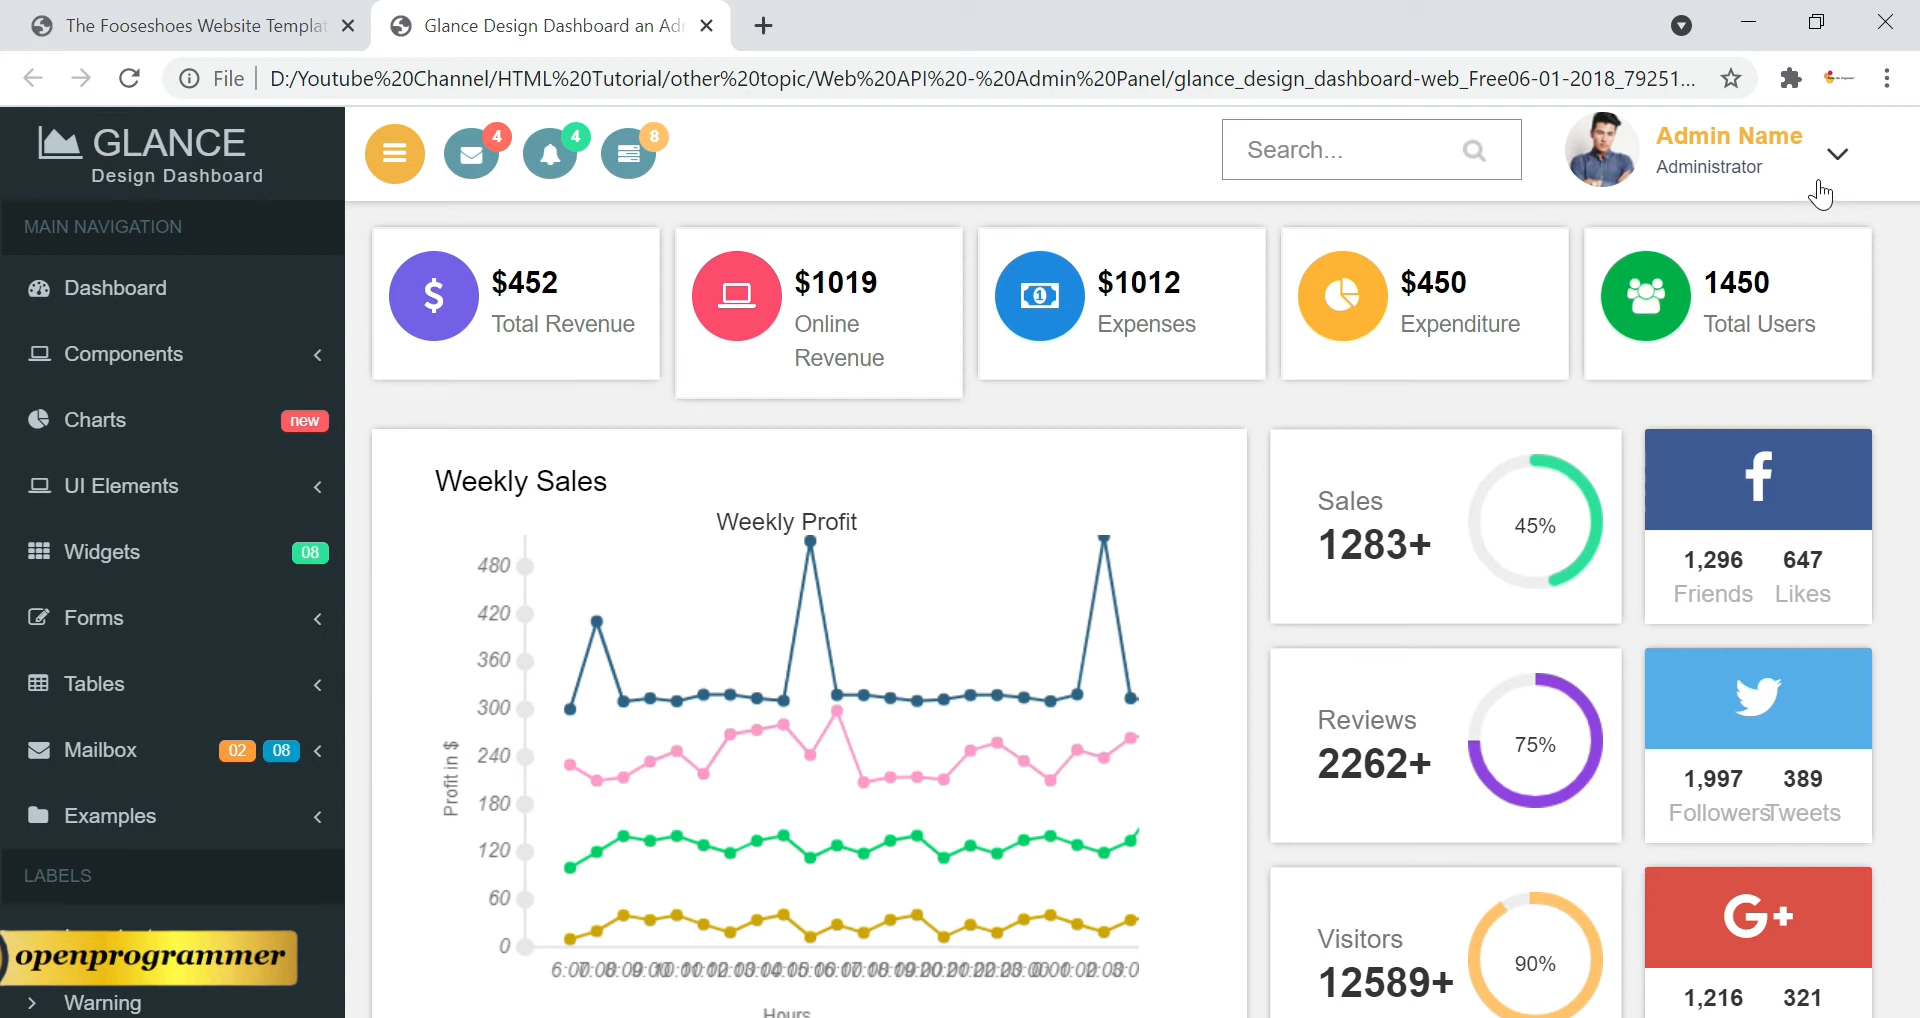 The Fooseshoes Website Templat
Glance Design Dashboard an Ad
File
D:/Youtube%20Channel/HTML%20Tutorial/other%20topic/Web%20API%20-%20Admin%20Panel/glance_design_dashboard-web_Free06-01-2018_79251...
GLANCE
Design Dashboard
4
4
8
Search...
Admin Name
Administrator
MAIN NAVIGATION
Dashboard
Components
Charts
new
UI Elements
Widgets
08
Forms
Tables
Mailbox
02
08
Examples
LABELS
openprogrammer
Warning
$452
Total Revenue
$1019
Online
Revenue
$1012
Expenses
$450
Expenditure
1450
Total Users
Weekly Sales
Weekly Profit
480
420
360
300
240
180
120
60
0
Profit in $
Hours
Sales
1283+
45%
Reviews
2262+
75%
Visitors
12589+
90%
1,296 647
Friends Likes
1,997 389
Followers Tweets
G+
1,216 321